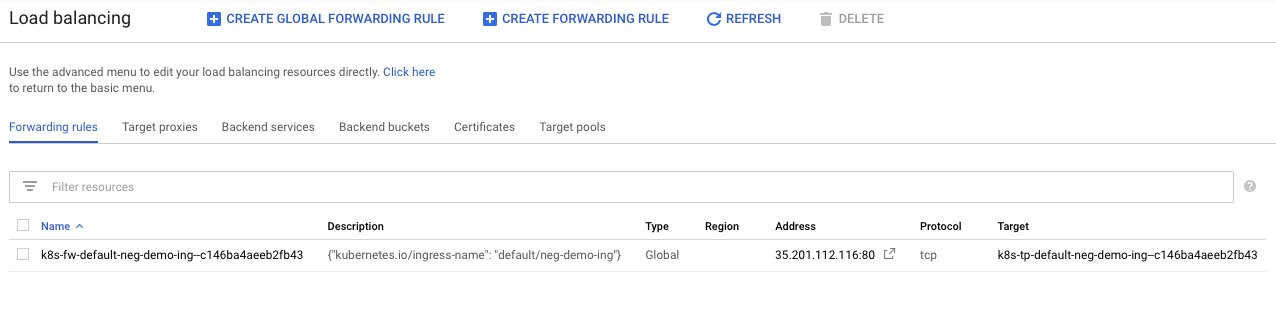 Load balancing CREATE GLOBAL FORWARDING RULE CREATE FORWARDING RULE REFRESH DELETE
Use the advanced menu to edit your load balancing resources directly. Click here
to return to the basic menu.
Forwarding rules Target proxies Backend services Backend buckets Certificates Target pools
Filter resources ?
Name Description Type Region Address Protocol Target
k8s-fw-default-neg-demo-ing--c146ba4aeeb2fb43 {"kubernetes.io/ingress-name": "default/neg-demo-ing"} Global 35.201.112.116:80 tcp k8s-tp-default-neg-demo-ing--c146ba4aeeb2fb43